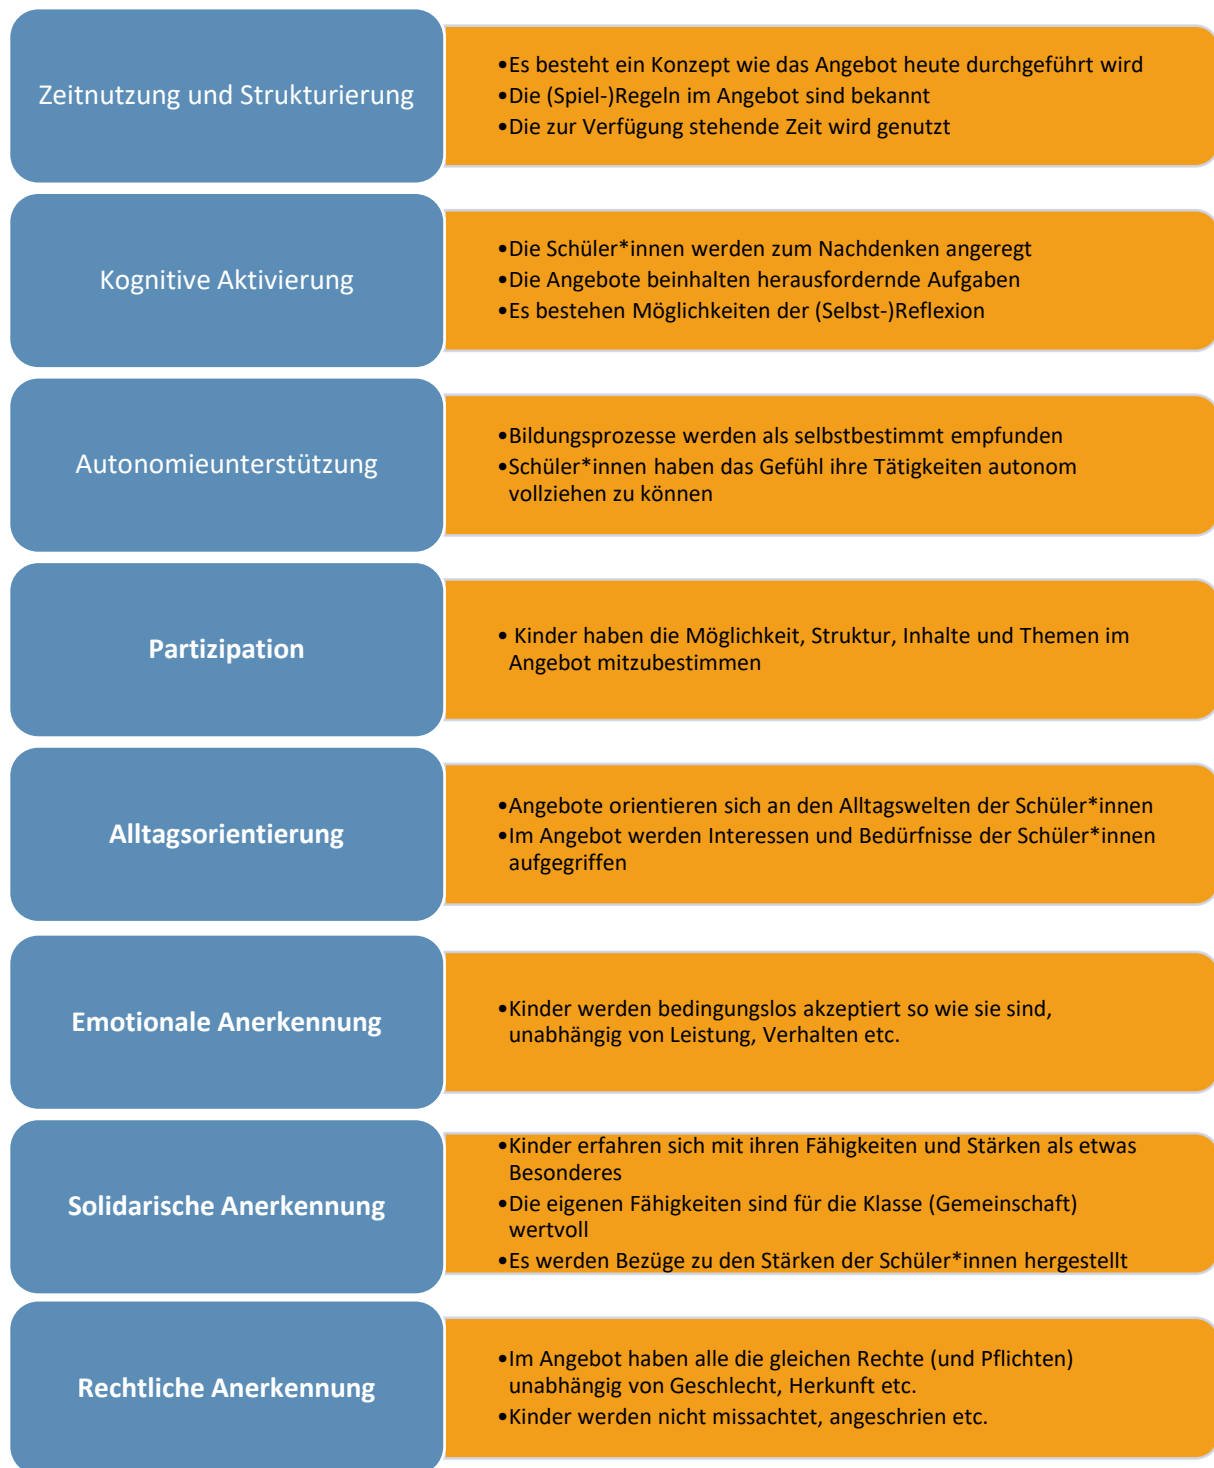 Zeitnutzung und Strukturierung
•Es besteht ein Konzept wie das Angebot heute durchgeführt wird
•Die (Spiel-)Regeln im Angebot sind bekannt
•Die zur Verfügung stehende Zeit wird genutzt
Kognitive Aktivierung
•Die Schüler*innen werden zum Nachdenken angeregt
•Die Angebote beinhalten herausfordernde Aufgaben
•Es bestehen Möglichkeiten der (Selbst-)Reflexion
Autonomieunterstützung
•Bildungsprozesse werden als selbstbestimmt empfunden
•Schüler*innen haben das Gefühl ihre Tätigkeiten autonom
vollziehen zu können
Partizipation
• Kinder haben die Möglichkeit, Struktur, Inhalte und Themen im
Angebot mitzubestimmen
Alltagsorientierung
•Angebote orientieren sich an den Alltagswelten der Schüler*innen
•Im Angebot werden Interessen und Bedürfnisse der Schüler*innen
aufgegriffen
Emotionale Anerkennung
•Kinder werden bedingungslos akzeptiert so wie sie sind,
unabhängig von Leistung, Verhalten etc.
Solidarische Anerkennung
•Kinder erfahren sich mit ihren Fähigkeiten und Stärken als etwas
Besonderes
•Die eigenen Fähigkeiten sind für die Klasse (Gemeinschaft)
wertvoll
•Es werden Bezüge zu den Stärken der Schüler*innen hergestellt
Rechtliche Anerkennung
•Im Angebot haben alle die gleichen Rechte (und Pflichten)
unabhängig von Geschlecht, Herkunft etc.
•Kinder werden nicht missachtet, angeschrien etc.